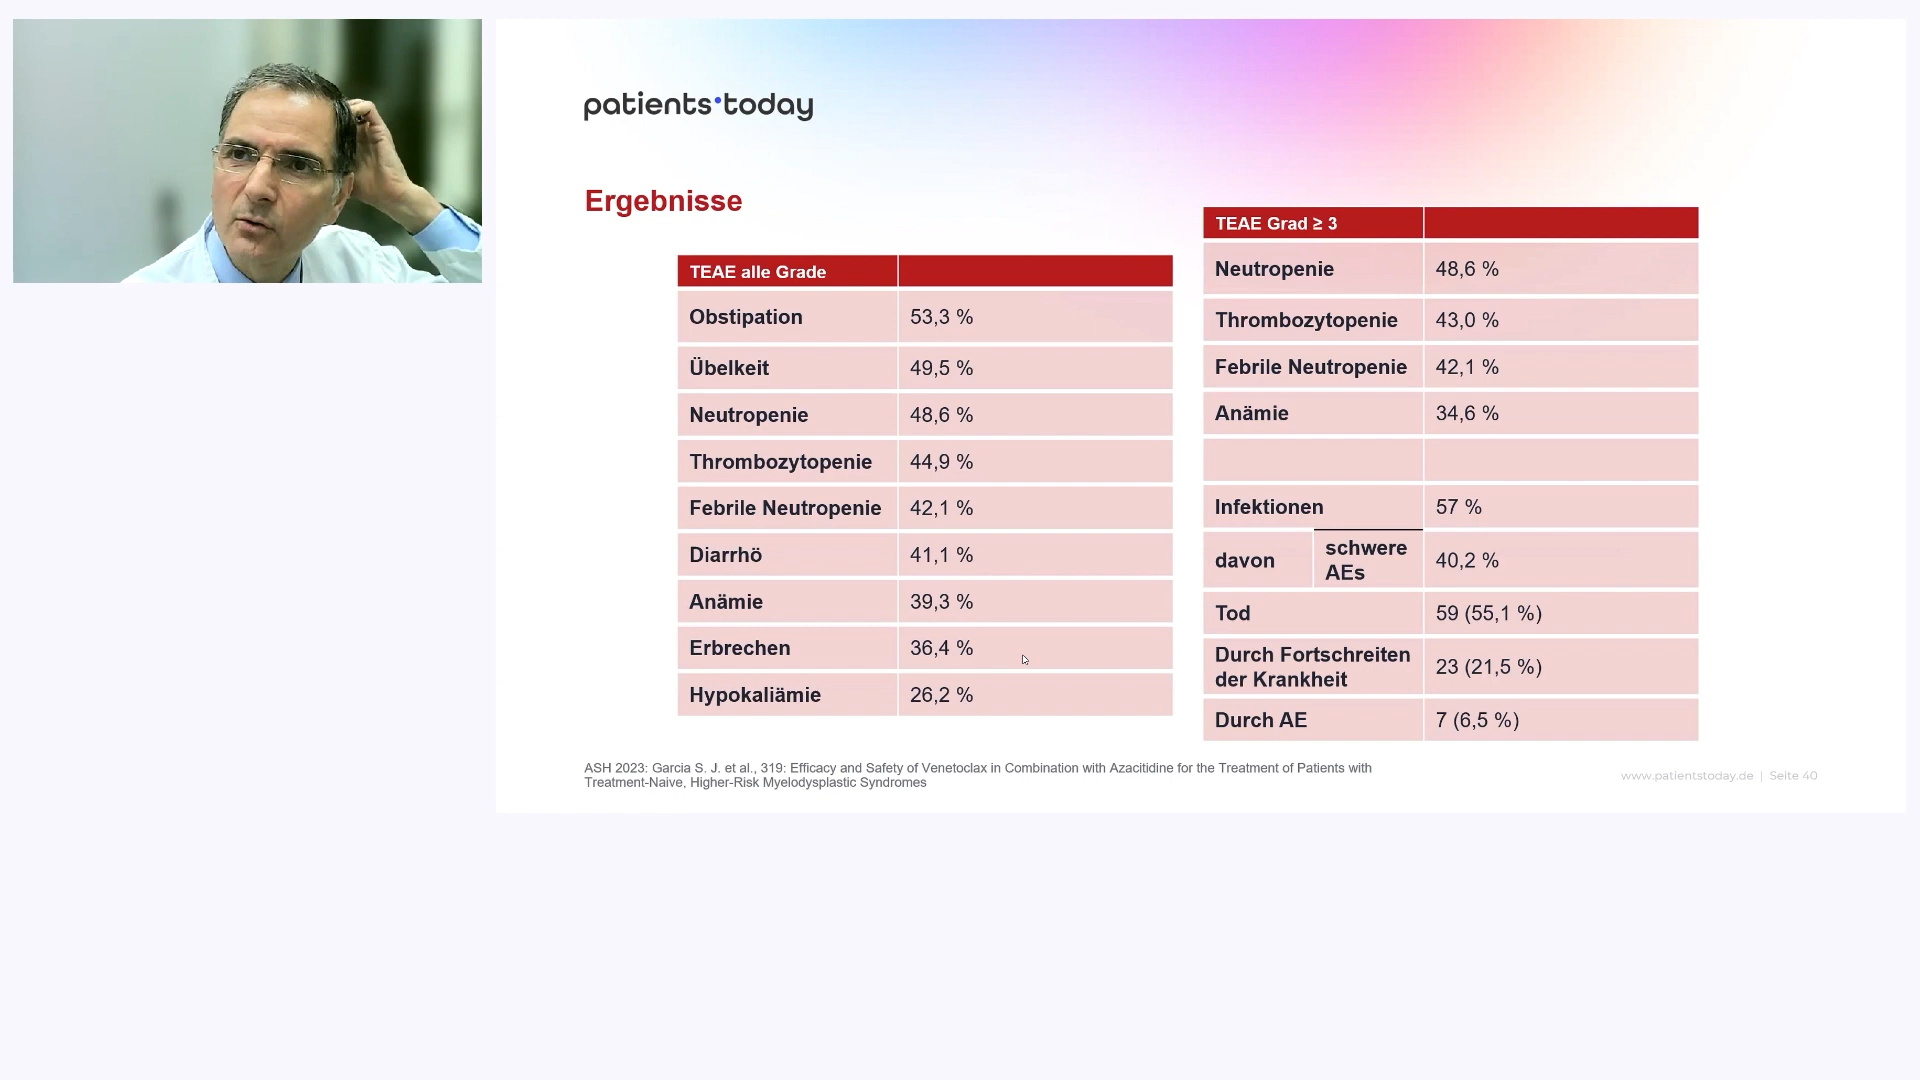 patients•today
Ergebnisse
TEAE alle Grade
Obstipation 53,3 %
Übelkeit 49,5 %
Neutropenie 48,6 %
Thrombozytopenie 44,9 %
Febrile Neutropenie 42,1 %
Diarrhö 41,1 %
Anämie 39,3 %
Erbrechen 36,4 %
Hypokaliämie 26,2 %
TEAE Grad ≥ 3
Neutropenie 48,6 %
Thrombozytopenie 43,0 %
Febrile Neutropenie 42,1 %
Anämie 34,6 %
Infektionen 57 %
davon schwere AEs 40,2 %
Tod 59 (55,1 %)
Durch Fortschreiten
der Krankheit 23 (21,5 %)
Durch AE 7 (6,5 %)
ASH 2023: Garcia S. J. et al., 319: Efficacy and Safety of Venetoclax in Combination with Azacitidine for the Treatment of Patients with
Treatment-Naive, Higher-Risk Myelodysplastic Syndromes
www.patientstoday.de | Seite 40